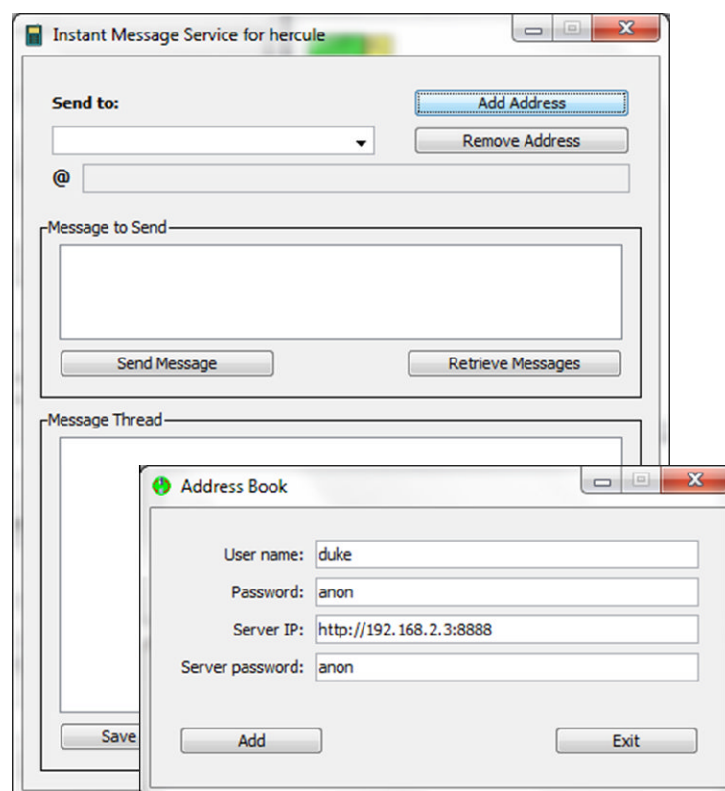 Instant Message Service for hercule
Send to:
Add Address
Remove Address
@
Message to Send
Send Message
Retrieve Messages
Message Thread
Address Book
User name: duke
Password: anon
Server IP: http://192.168.2.3:8888
Server password: anon
Save
Add
Exit